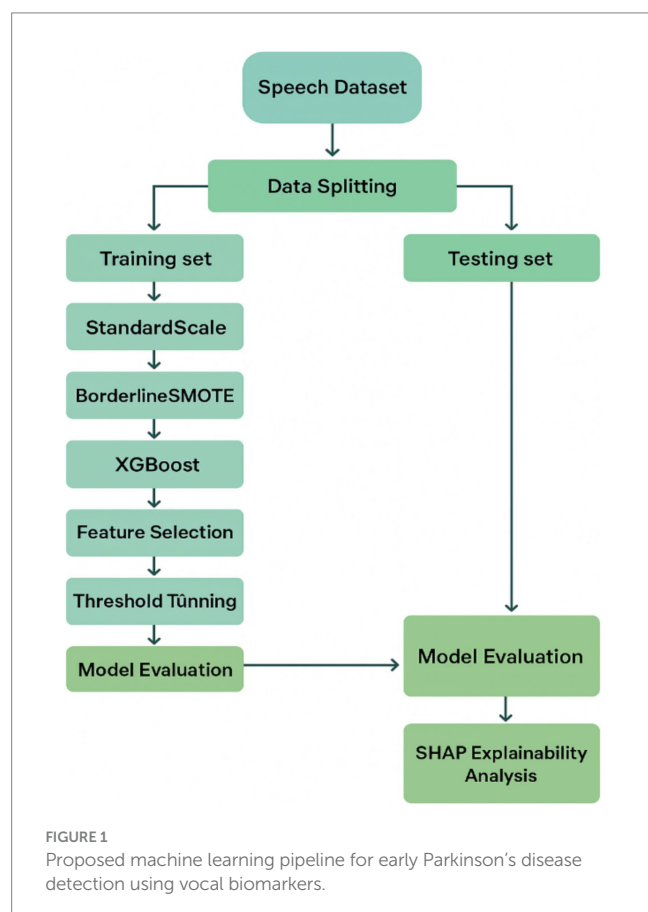 Speech Dataset
Data Splitting
Training set
Testing set
StandardScale
BorderlineSMOTE
XGBoost
Feature Selection
Threshold Tûnning
Model Evaluation
Model Evaluation
SHAP Explainability
Analysis
FIGURE 1
Proposed machine learning pipeline for early Parkinson's disease
detection using vocal biomarkers.